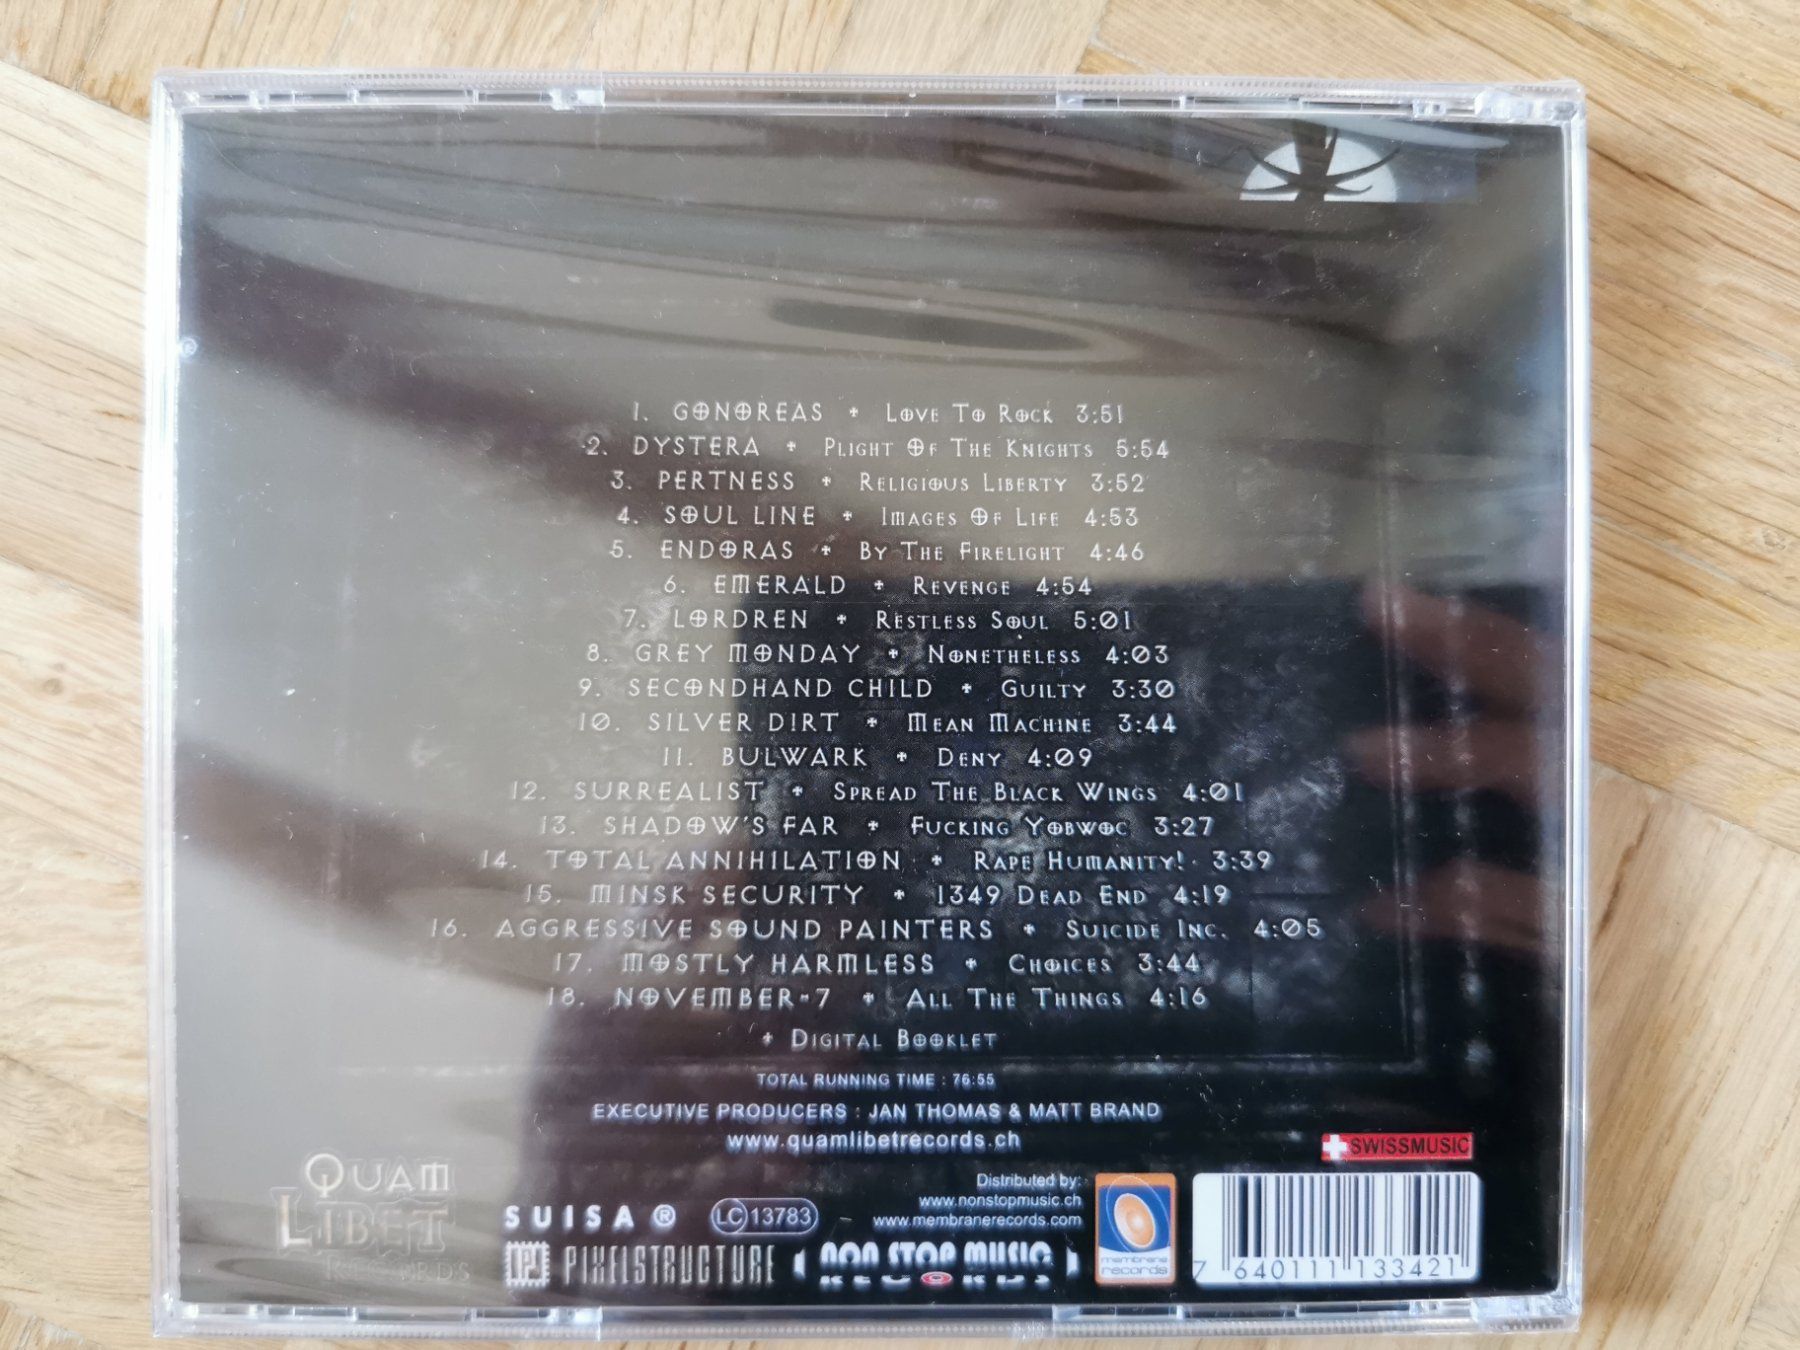 1. GONOREAS + LOVE TO ROCK 3:51
2. DYSTERA + PLIGHT OF THE KNIGHTS 5:54
3. PERTNESS + RELIGIOUS LIBERTY 3:52
4. SOUL LINE + IMAGES OF LIFE 4:53
5. ENDORAS + BY THE FIRELIGHT 4:46
6. EMERALD + REVENGE 4:54
7. LORDREN + RESTLESS SOUL 5:01
8. GREY MONDAY + NONETHELESS 4:03
9. SECONDHAND CHILD + GUILTY 3:30
10. SILVER D!RT + MEAN MACHINE 3:44
11. BULWARK + DENY 4:09
12. SURREALIST + SPREAD THE BLACK WINGS 4:01
13. SHADOW'S FAR + FUCKING YOBWOC 3:27
14. TOTAL ANNIHILATION + RAPE HUMANITY! 3:39
15. MINSK SECURITY + 1349 DEAD END 4:19
16. AGGRESSIVE SOUND PAINTERS + SUICIDE INC. 4:05
17. MOSTLY HARMLESS + CHOICES 3:44
18. NOVEMBER-7 + ALL THE THINGS 4:16
+ DIGITAL BOOKLET
TOTAL RUNNING TIME : 76:55
EXECUTIVE PRODUCERS : JAN THOMAS & MATT BRAND
www.quamlibetrecords.ch
SWISSMUSIC
QUAM
LIBET
RECORDS
SUISA ®
LC 13783
PIXELSTRUCTURE
Distributed by:
www.nonstopmusic.ch
www.membranerecords.com
NON STOP MUSIC
RECORDS
membrane
records
7 640111 133421